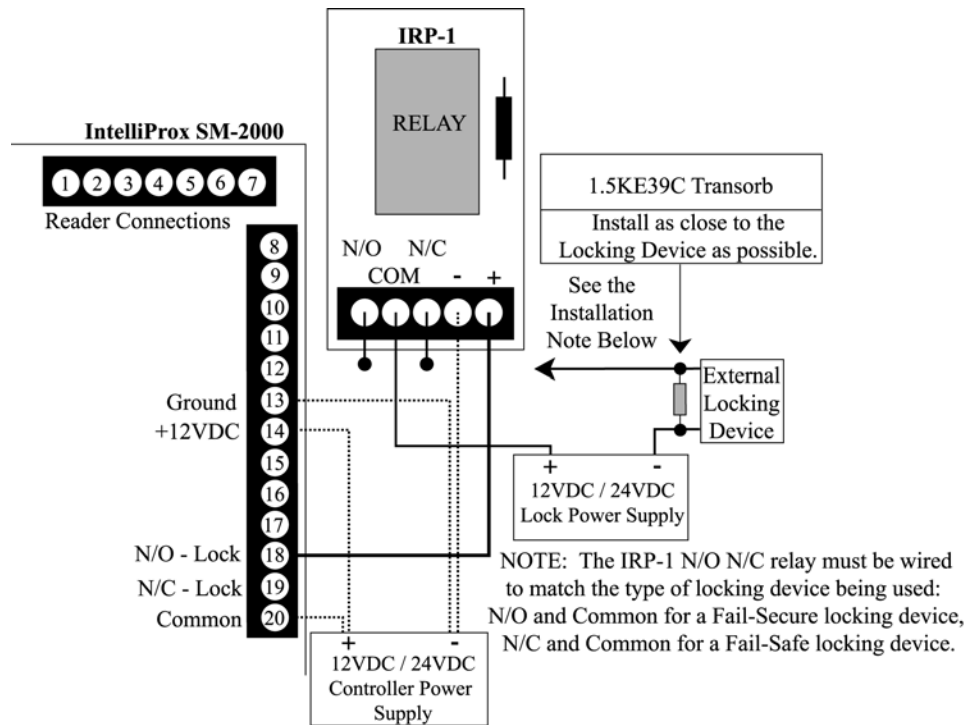 IRP-1
RELAY
IntelliProx SM-2000
1 2 3 4 5 6 7
Reader Connections
N/O N/C
COM - +
1.5KE39C Transorb
Install as close to the
Locking Device as possible.
See the
Installation
Note Below
8
9
10
11
12
Ground 13
+12VDC 14
15
16
17
N/O - Lock 18
N/C - Lock 19
Common 20
External
Locking
Device
+ -
12VDC / 24VDC
Lock Power Supply
NOTE: The IRP-1 N/O N/C relay must be wired
to match the type of locking device being used:
N/O and Common for a Fail-Secure locking device,
N/C and Common for a Fail-Safe locking device.
+ -
12VDC / 24VDC
Controller Power
Supply